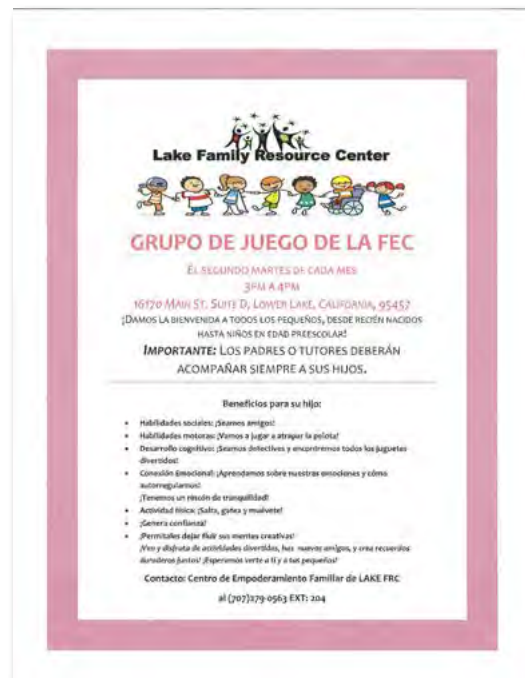 Lake Family Resource Center
GRUPO DE JUEGO DE LA FEC
EL SEGUNDO MARTES DE CADA MES
3PM A 4PM
16170 MAIN ST. SUITE D, LOWER LAKE, CALIFORNIA, 95457
¡DAMOS LA BIENVENIDA A TODOS LOS PEQUEÑOS, DESDE RECIÉN NACIDOS
HASTA NIÑOS EN EDAD PREESCOLAR!
IMPORTANTE: LOS PADRES O TUTORES DEBERÁN
ACOMPAÑAR SIEMPRE A SUS HIJOS.
Beneficios para su hijo:
• Habilidades sociales: ¡Seamos amigos!
• Habilidades motoras: ¡Vamos a jugar a atrapar la pelota!
• Desarrollo cognitivo: ¡Seamos detectives y encontremos todos los juguetes
divertidos!
• Conexión Emocional: ¡Aprendamos sobre nuestras emociones y cómo
autorregularnos!
¡Tenemos un rincón de tranquilidad!
• Actividad física: ¡Salta, gatea y muévete!
• ¡Genera confianza!
• ¡Permítales dejar fluir sus mentes creativas!
¡Ven y disfruta de actividades divertidas, haz nuevos amigos, y crea recuerdos
duraderos juntos! ¡Esperamos verte a ti y a tus pequeños!
Contacto: Centro de Empoderamiento Familiar de LAKE FRC
al (707)279-0563 EXT: 204